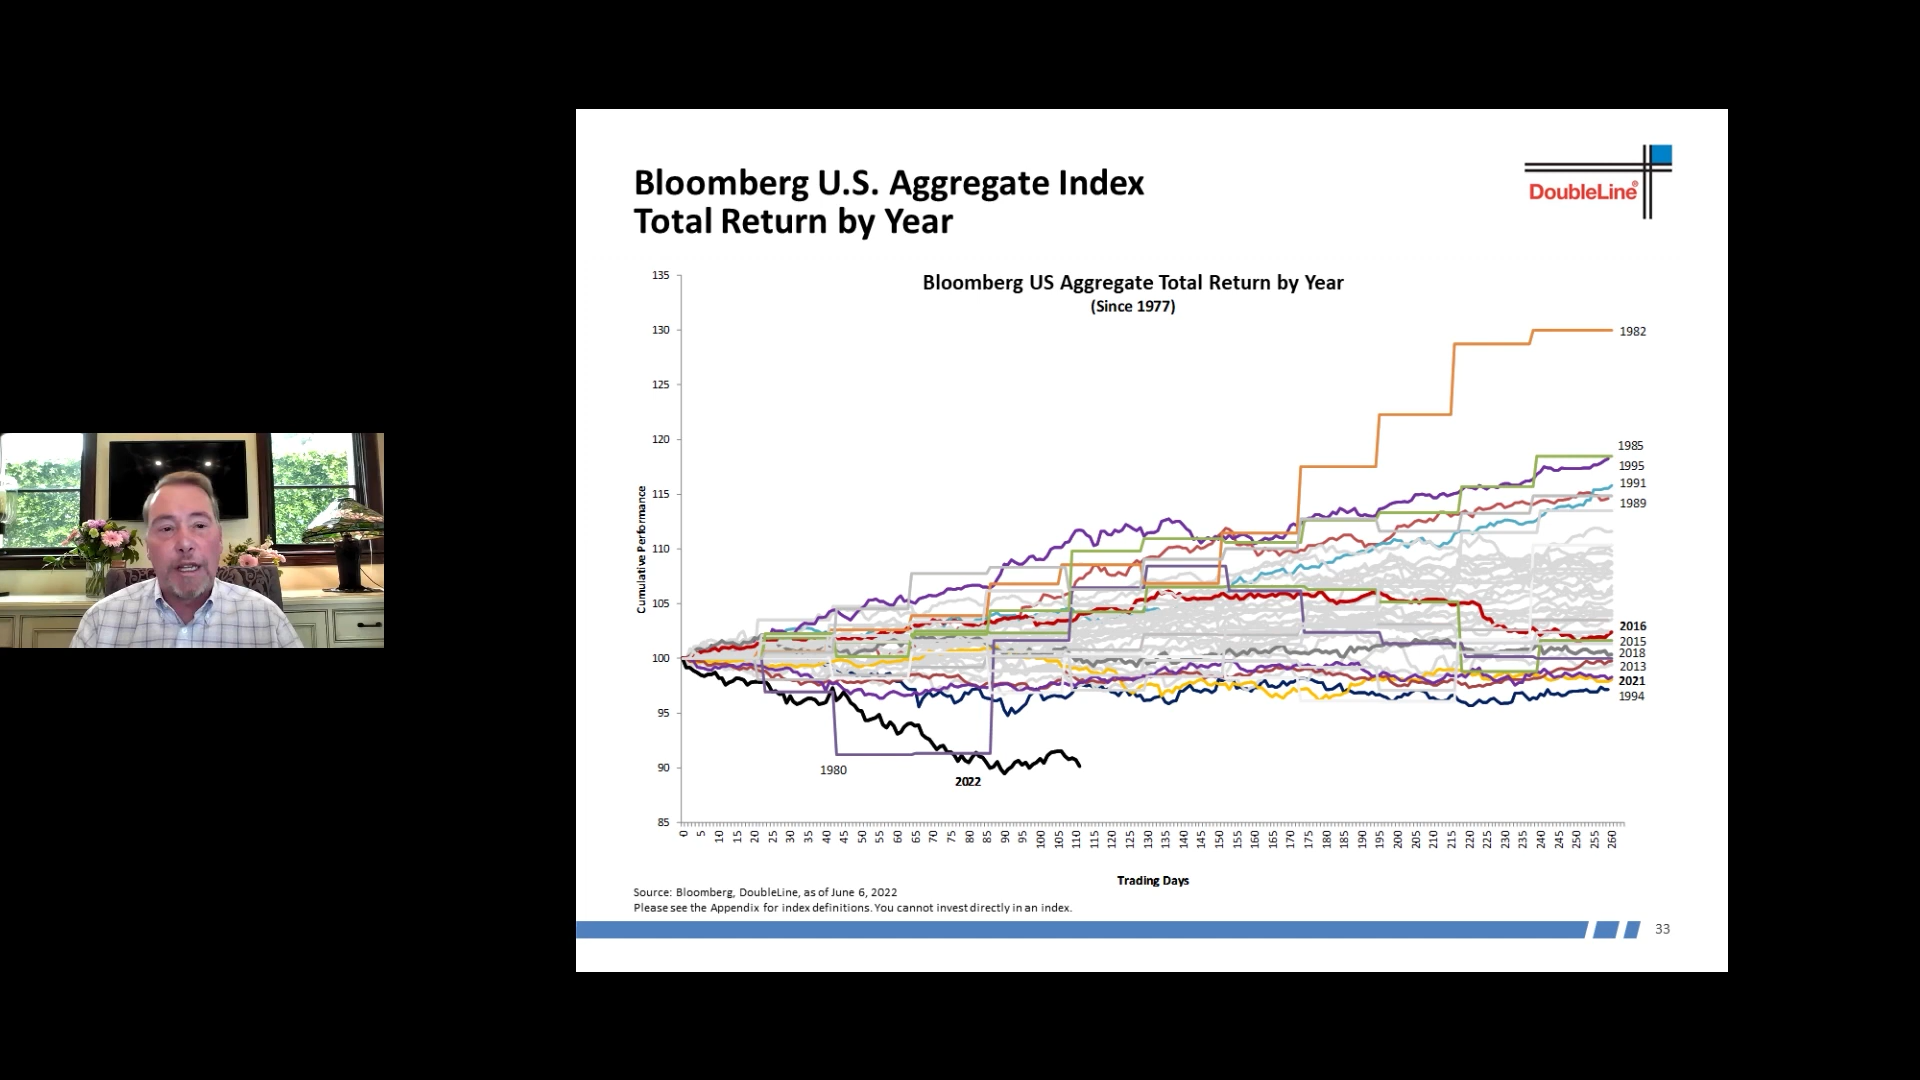 Bloomberg U.S. Aggregate Index
Total Return by Year
DoubleLine®
Bloomberg US Aggregate Total Return by Year
(Since 1977)
Cumulative Performance
135
130
125
120
115
110
105
100
95
90
85
1982
1985
1995
1991
1989
2016
2015
2018
2013
2021
1994
1980
2022
0 5 10 15 20 25 30 35 40 45 50 55 60 65 70 75 80 85 90 95 100 105 110 115 120 125 130 135 140 145 150 155 160 165 170 175 180 185 190 195 200 205 210 215 220 225 230 235 240 245 250 255 260
Trading Days
Source: Bloomberg, DoubleLine, as of June 6, 2022
Please see the Appendix for index definitions. You cannot invest directly in an index.
33